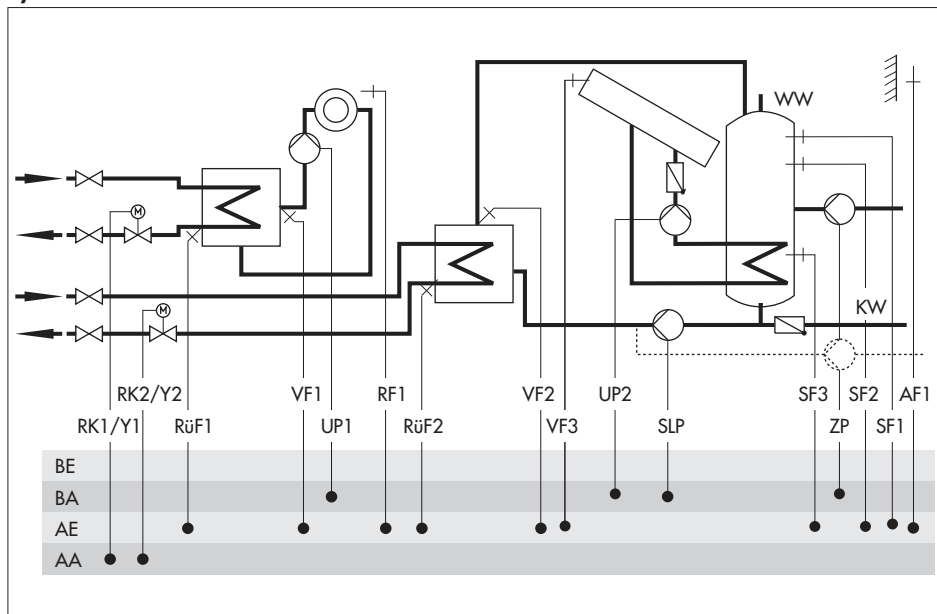 WW
M
M
KW
RK2/Y2 VF1 RF1 VF2 UP2 SF3 SF2 AF1
RK1/Y1 RüF1 UP1 RüF2 VF3 SLP ZP SF1
BE
BA
AE
AA